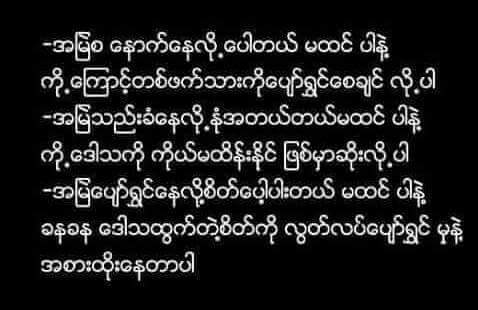 -အမြဲစ နောက်နေလို့ ပေါတယ် မထင် ပါနဲ့
ကို့ ကြောင့်တစ်ဖက်သားကိုပျော်ရွှင်စေချင် လို့ ပါ
-အမြဲသည်းခံနေလို့ နုံအတယ်တယ်မထင် ပါနဲ့
ကို့ ဒေါသကို ကိုယ်မထိန်းနိုင် ဖြစ်မှာဆိုးလို့ ပါ
-အမြဲပျော်ရွှင်နေလို့စိတ်ပေ့ါပါးတယ် မထင် ပါနဲ့
ခနခန ဒေါသထွက်တဲ့စိတ်ကို လွတ်လပ်ပျော်ရွှင် မှုနဲ့
အစားထိုးနေတာပါ